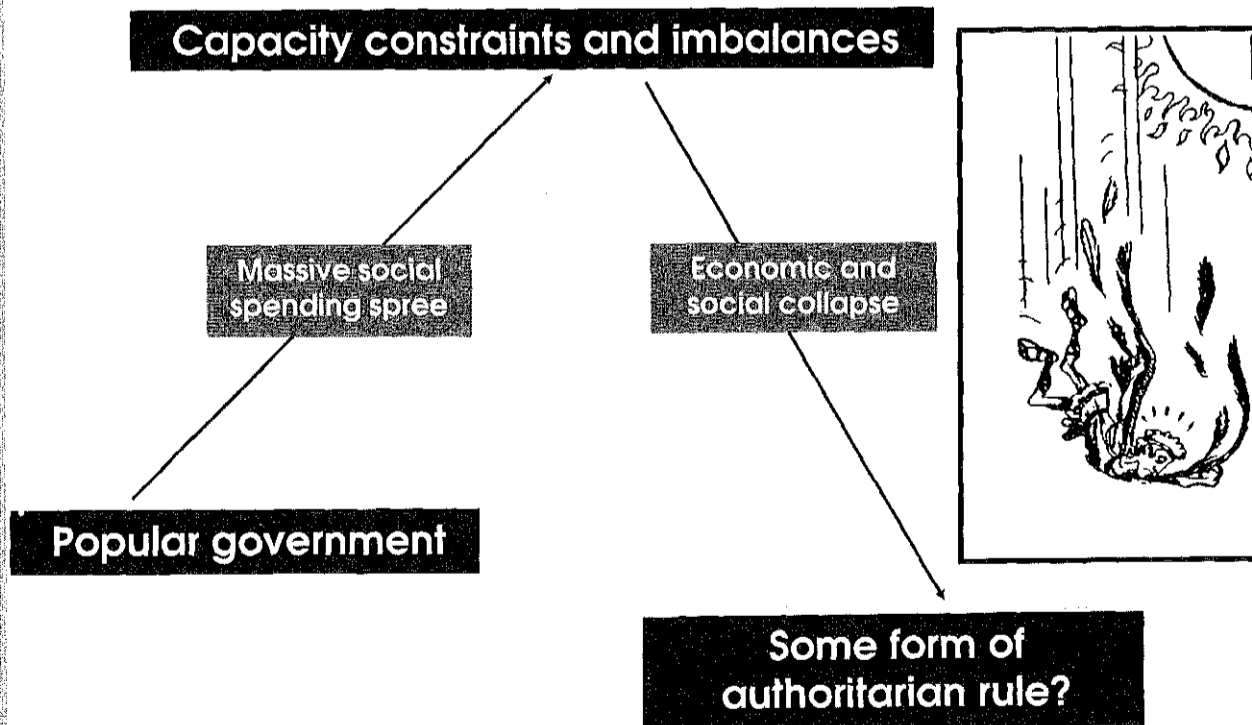 Capacity constraints and imbalances
Massive social
spending spree
Economic and
social collapse
Popular government
Some form of
authoritarian rule?